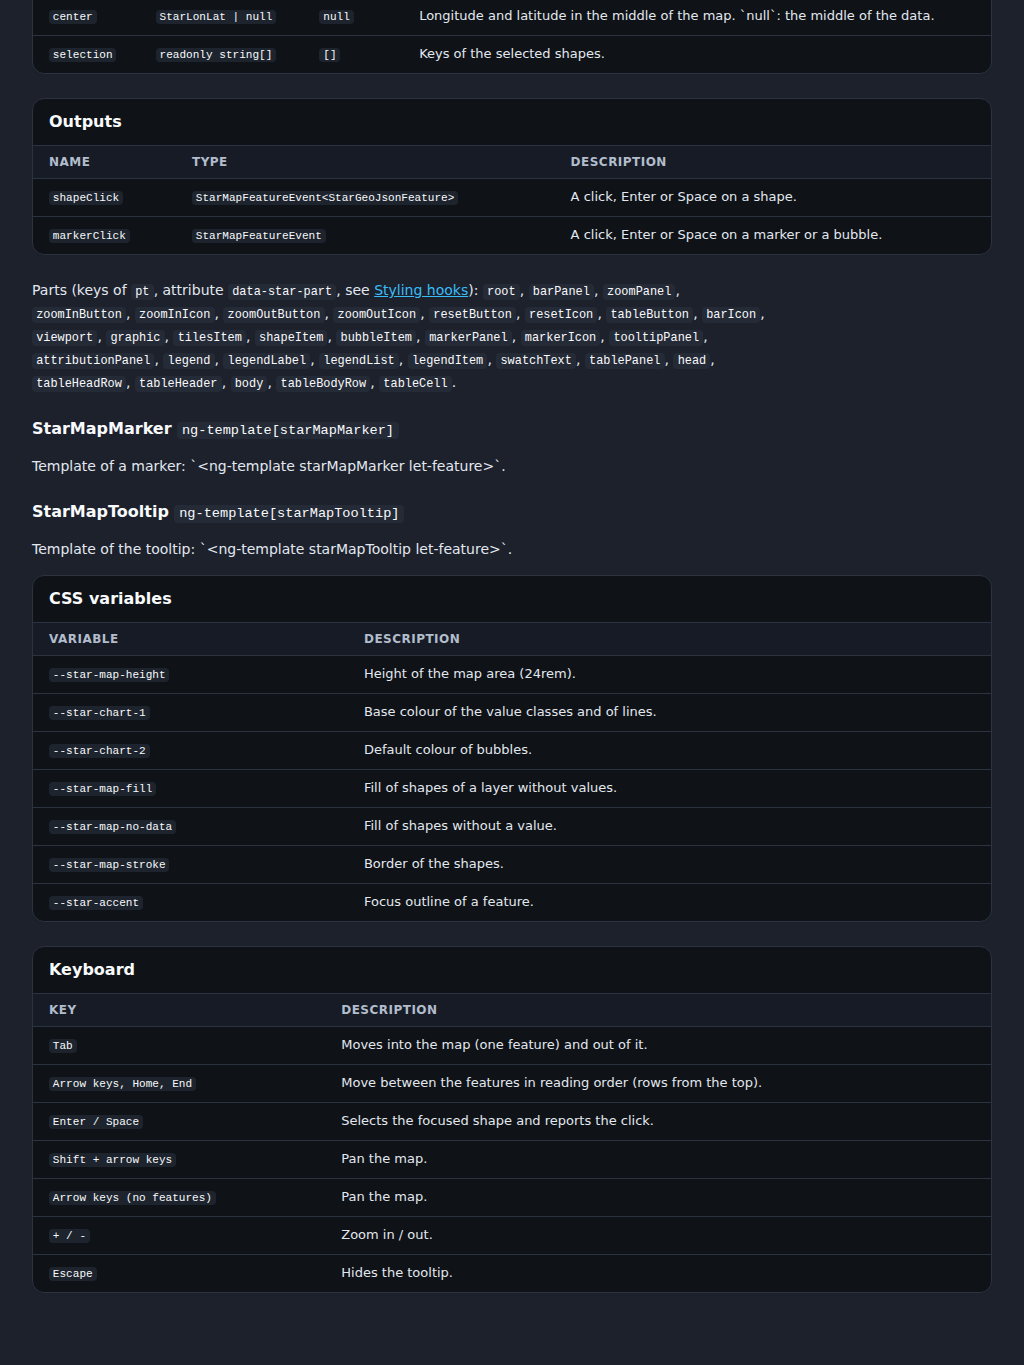 center StarLonLat | null null Longitude and latitude in the middle of the map. `null`: the middle of the data.
selection readonly string[] [] Keys of the selected shapes.
Outputs
NAME TYPE DESCRIPTION
shapeClick StarMapFeatureEvent<StarGeoJsonFeature> A click, Enter or Space on a shape.
markerClick StarMapFeatureEvent A click, Enter or Space on a marker or a bubble.
Parts (keys of pt, attribute data-star-part, see Styling hooks): root, barPanel, zoomPanel,
zoomInButton, zoomInIcon, zoomOutButton, zoomOutIcon, resetButton, resetIcon, tableButton, barIcon,
viewport, graphic, tilesItem, shapeItem, bubbleItem, markerPanel, markerIcon, tooltipPanel,
attributionPanel, legend, legendLabel, legendList, legendItem, swatchText, tablePanel, head,
tableHeadRow, tableHeader, body, tableBodyRow, tableCell.
StarMapMarker ng-template[starMapMarker]
Template of a marker: `<ng-template starMapMarker let-feature>`.
StarMapTooltip ng-template[starMapTooltip]
Template of the tooltip: `<ng-template starMapTooltip let-feature>`.
CSS variables
VARIABLE DESCRIPTION
--star-map-height Height of the map area (24rem).
--star-chart-1 Base colour of the value classes and of lines.
--star-chart-2 Default colour of bubbles.
--star-map-fill Fill of shapes of a layer without values.
--star-map-no-data Fill of shapes without a value.
--star-map-stroke Border of the shapes.
--star-accent Focus outline of a feature.
Keyboard
KEY DESCRIPTION
Tab Moves into the map (one feature) and out of it.
Arrow keys, Home, End Move between the features in reading order (rows from the top).
Enter / Space Selects the focused shape and reports the click.
Shift + arrow keys Pan the map.
Arrow keys (no features) Pan the map.
+ / - Zoom in / out.
Escape Hides the tooltip.